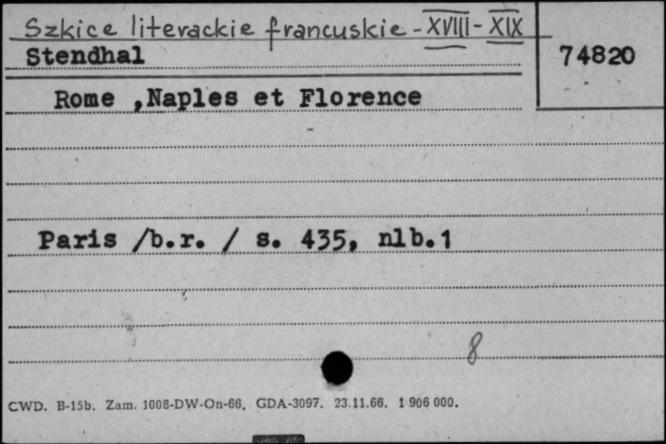 Szkice literackie francuskie - XVIII - XIX
Stendhal
74820
Rome ,Naples et Florence
Paris /b.r. / s. 435, nlb.1
8
CWD. B-15b. Zam. 1008-DW-On-66. GDA-3097. 23.11.66. 1 906 000.